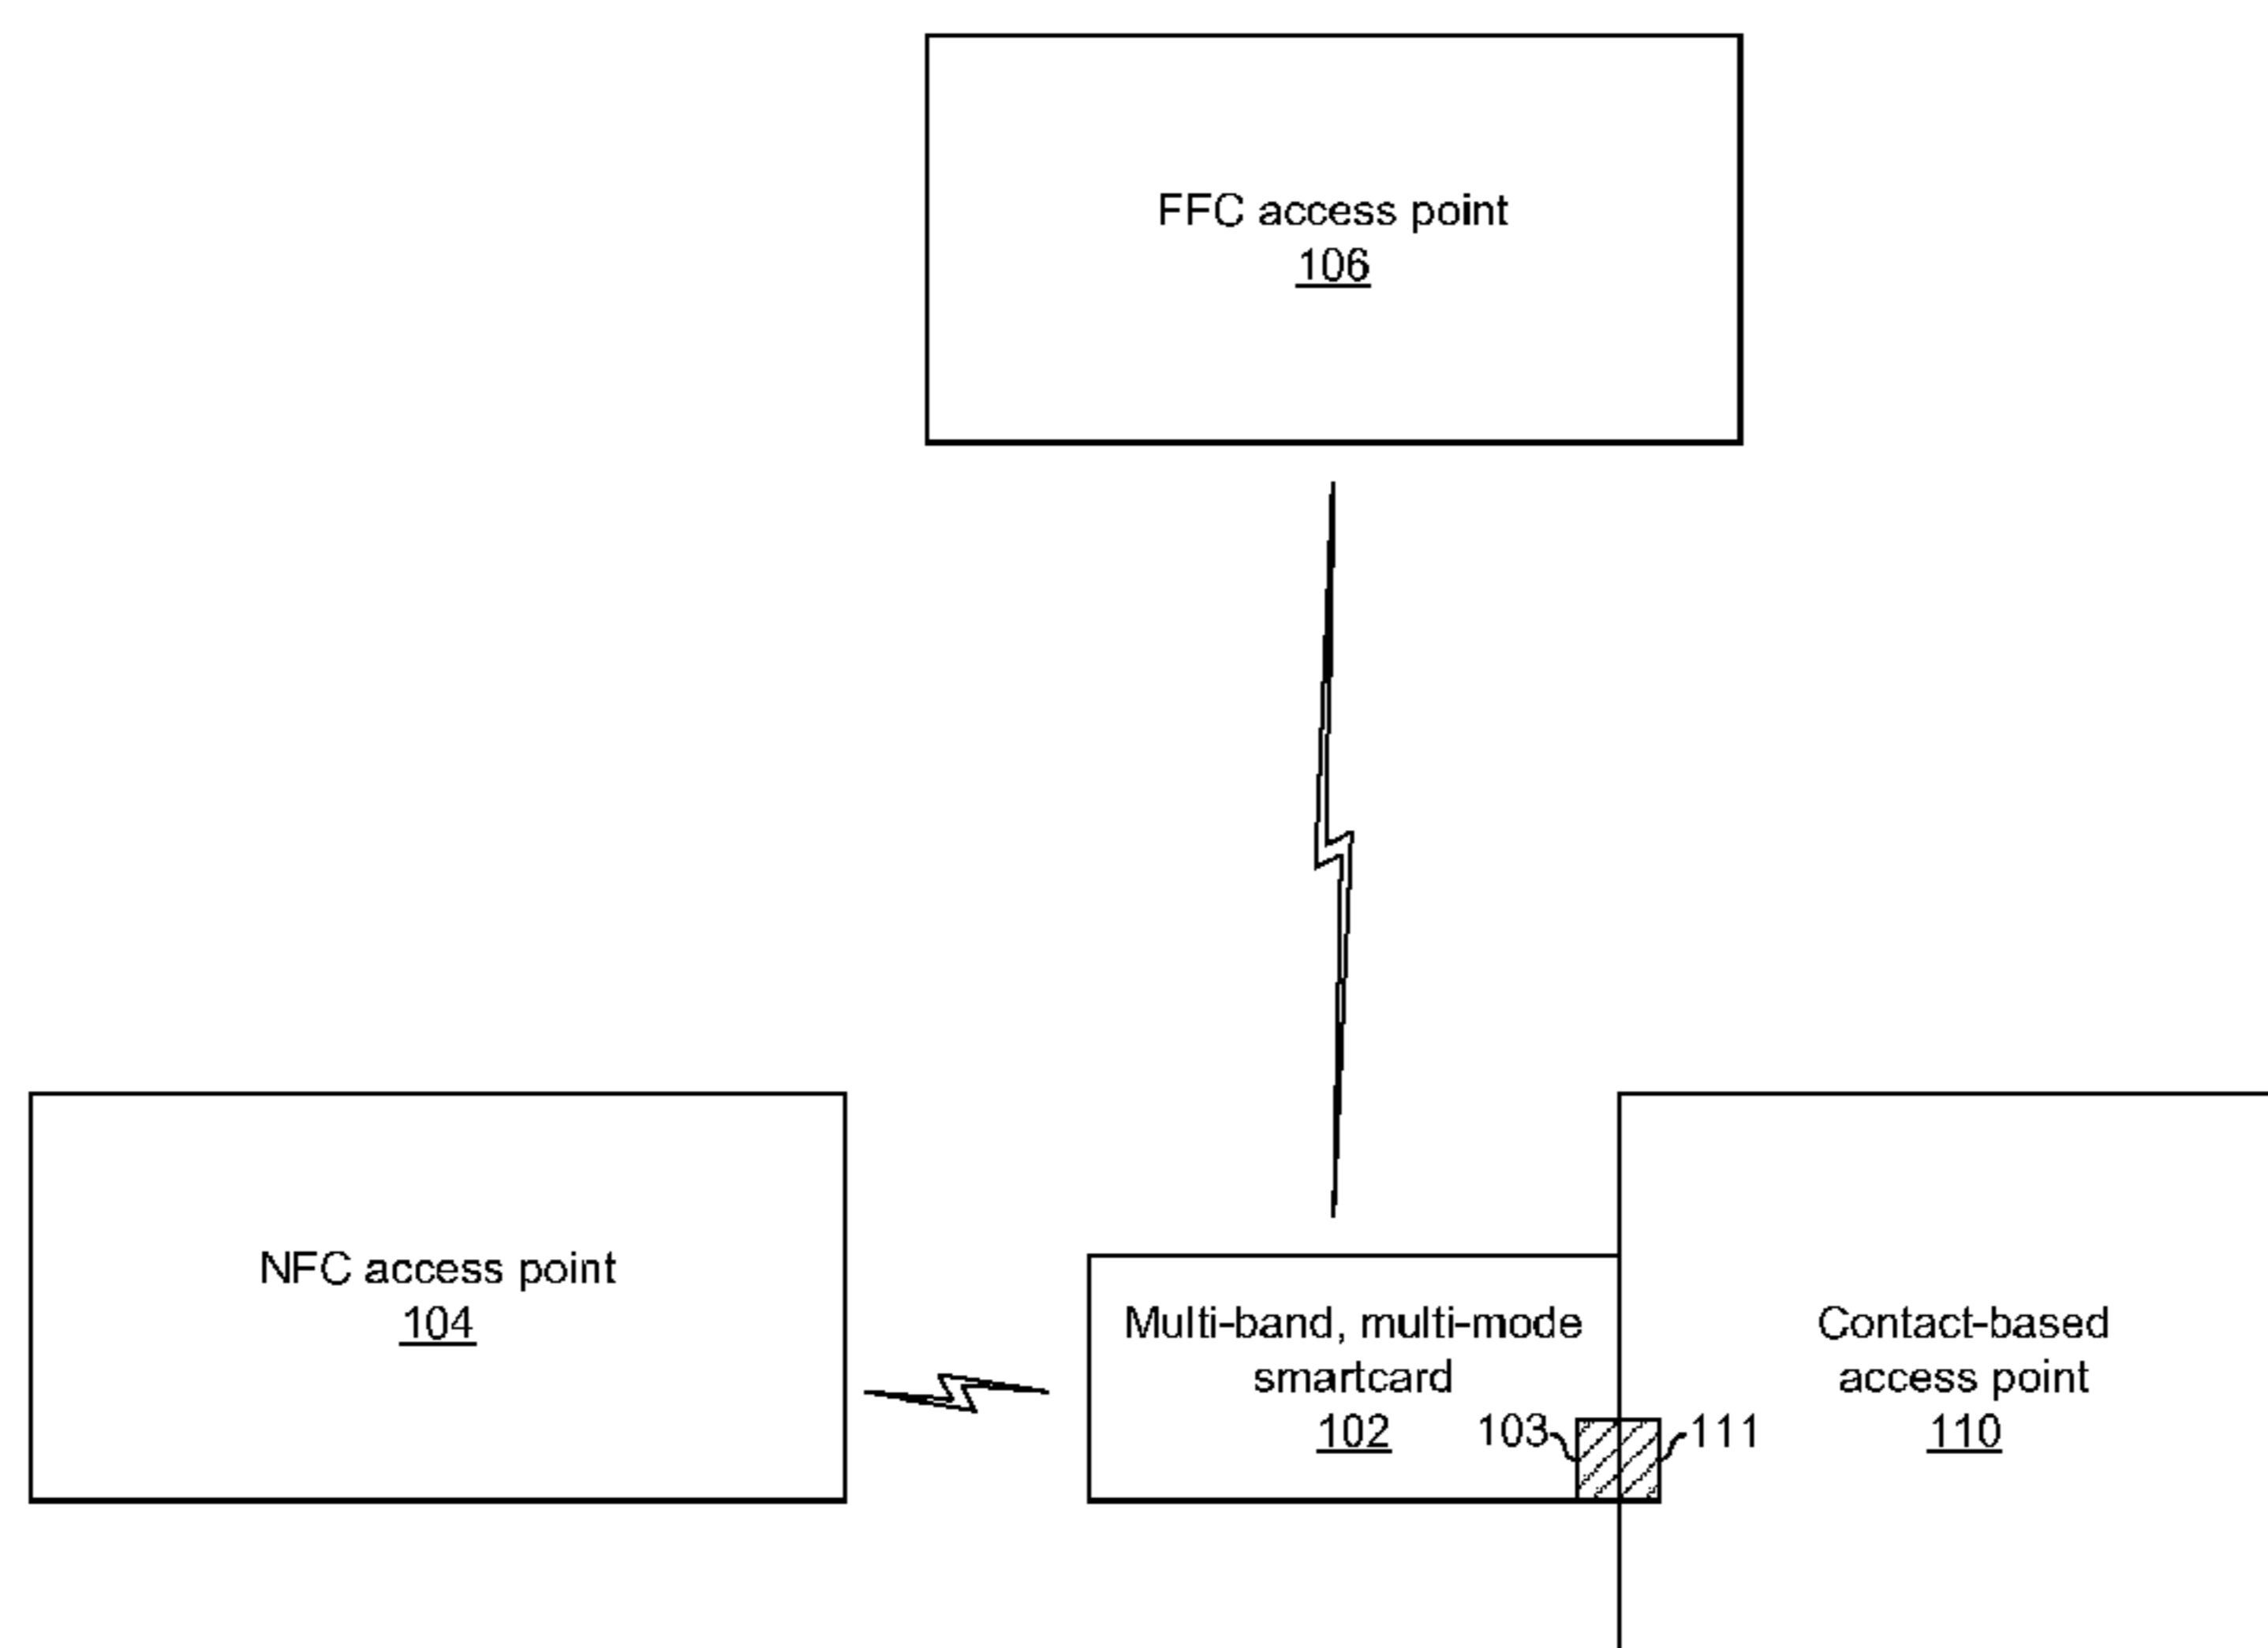 FFC access point
106
NFC access point
104
Multi-band, multi-mode
smartcard
102
103
111
Contact-based
access point
110